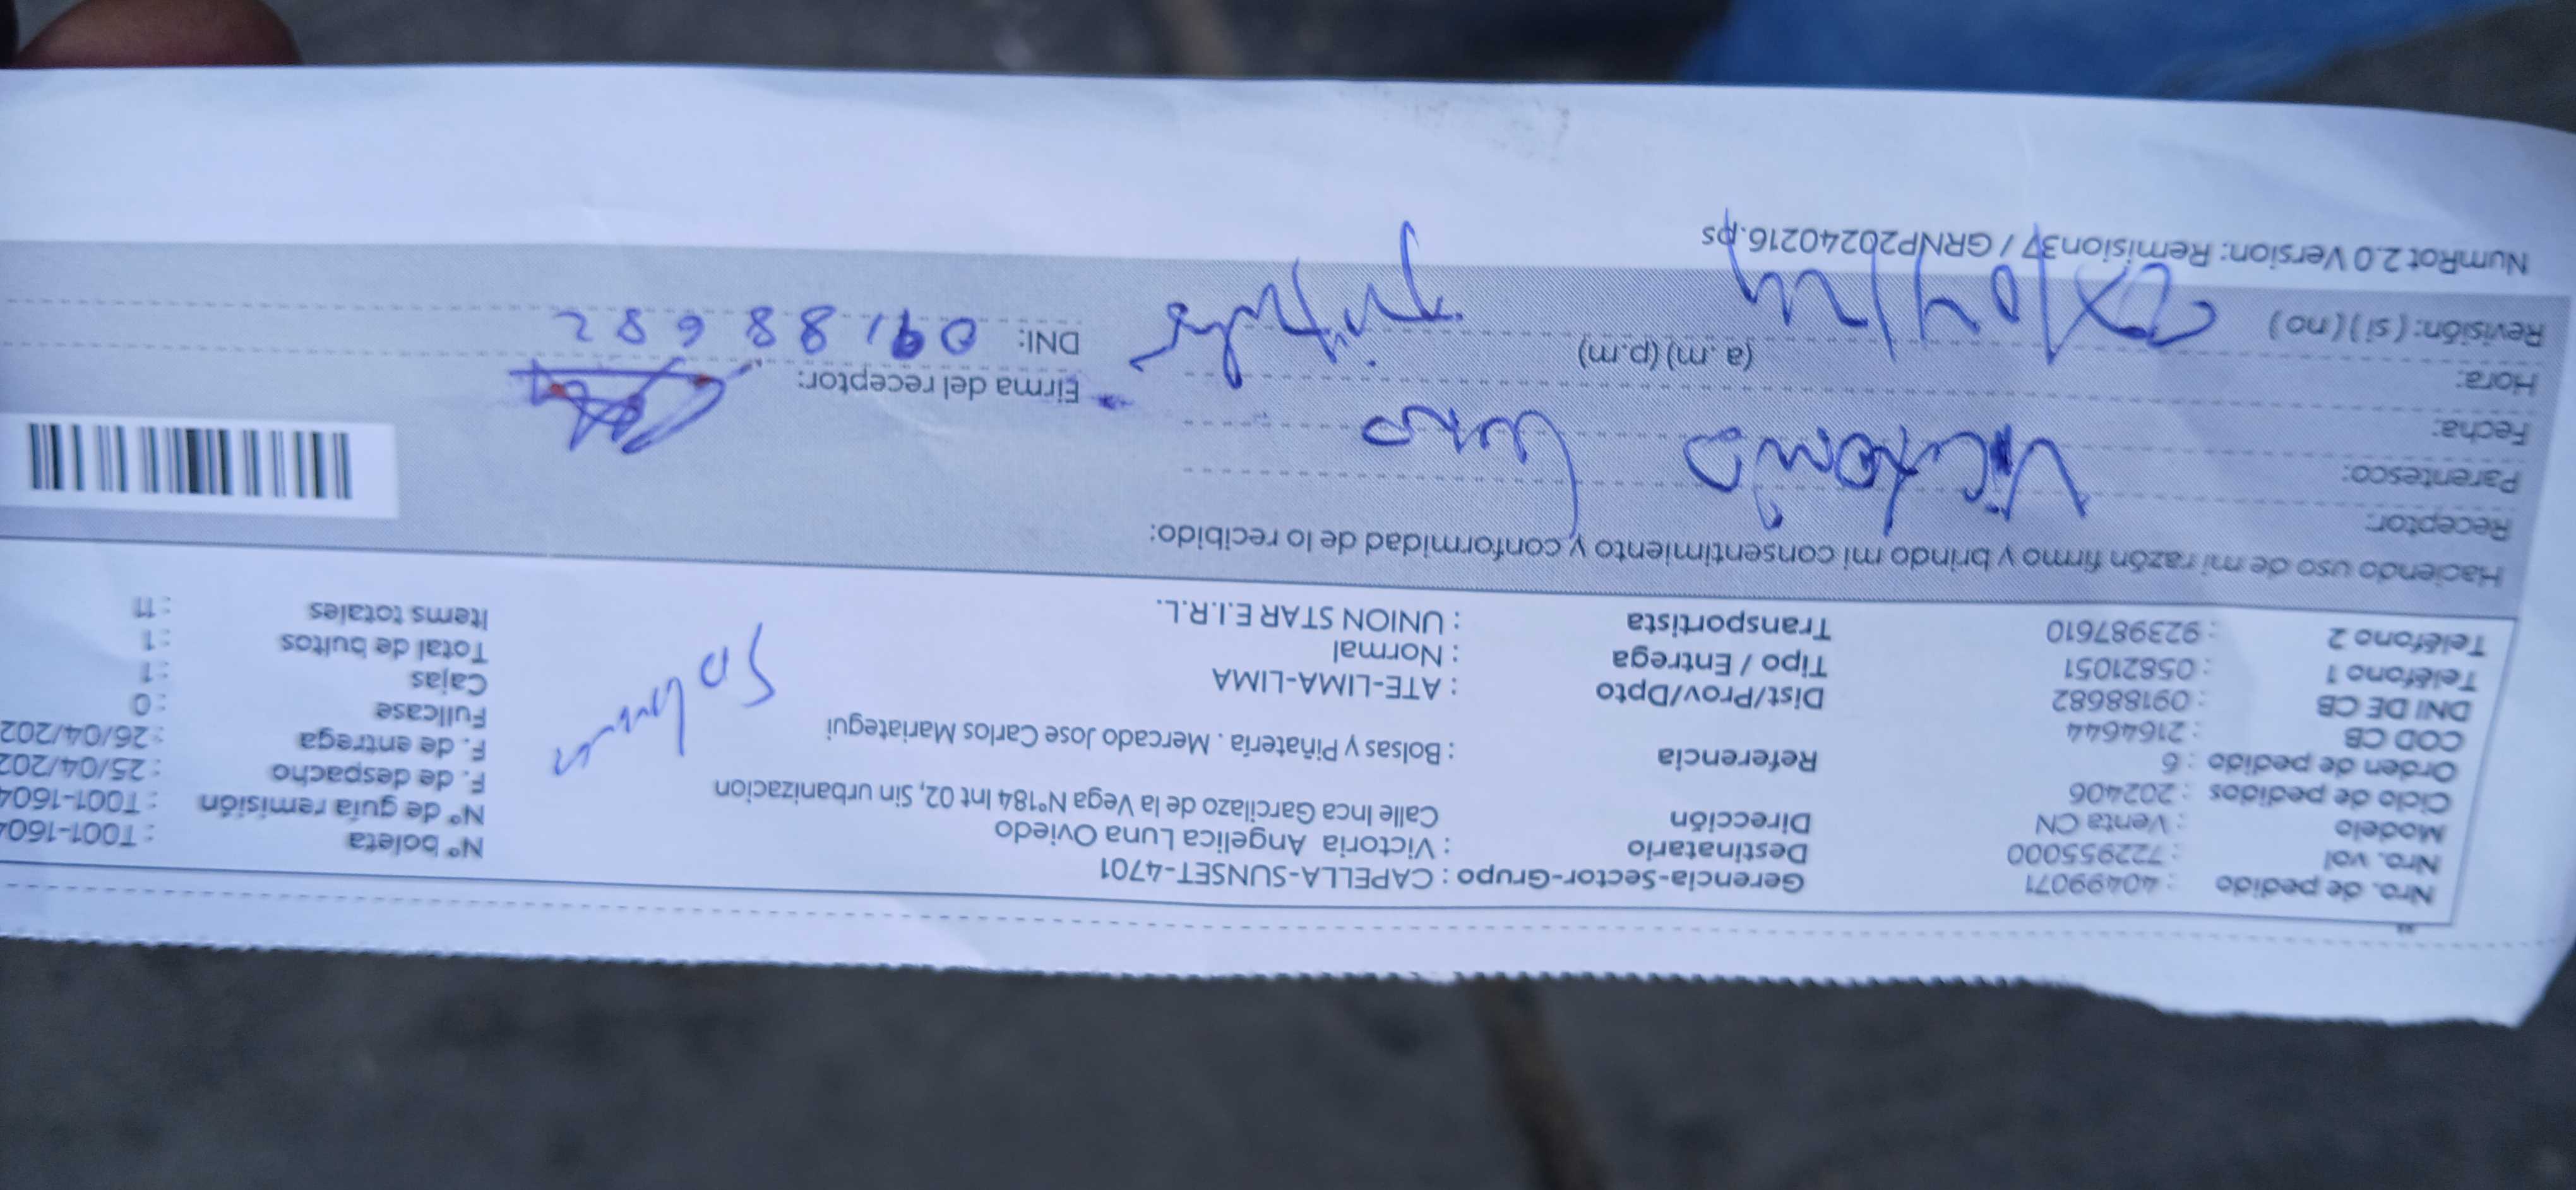 Nro. de pedido : 40499071 Gerencia-Sector-Grupo : CAPELLA-SUNSET-4701
Nro. vol : 722955000 Destinatario : Victoria Angelica Luna Oviedo Nº boleta : T001-1604
Modelo : Venta CN Dirección Calle Inca Garcilazo de la Vega Nº184 Int 02, Sin urbanizacion Nº de guía remisión : T001-1604
Ciclo de pedidos : 202406 F. de despacho : 25/04/202
Orden de pedido : 6 Referencia : Bolsas y Piñatería . Mercado Jose Carlos Mariategui F. de entrega : 26/04/202
COD CB : 2164644 Fullcase : 0
DNI DE CB : 09188682 Dist/Prov/Dpto : ATE-LIMA-LIMA Cajas : 1
Teléfono 1 : 05821051 Tipo / Entrega : Normal Total de bultos : 1
Teléfono 2 : 923987610 Transportista : UNION STAR E.I.R.L. Items totales : 11
Haciendo uso de mi razón firmo y brindo mi consentimiento y conformidad de lo recibido:
Receptor:
Parentesco: Victoria Luna
Fecha:
Hora: (a.m) (p.m) Titular Firma del receptor:
Revisión: ( si ) ( no ) DNI: 09188682
NumRot 2.0 Version: Remision37 / GRNP20240216.ps